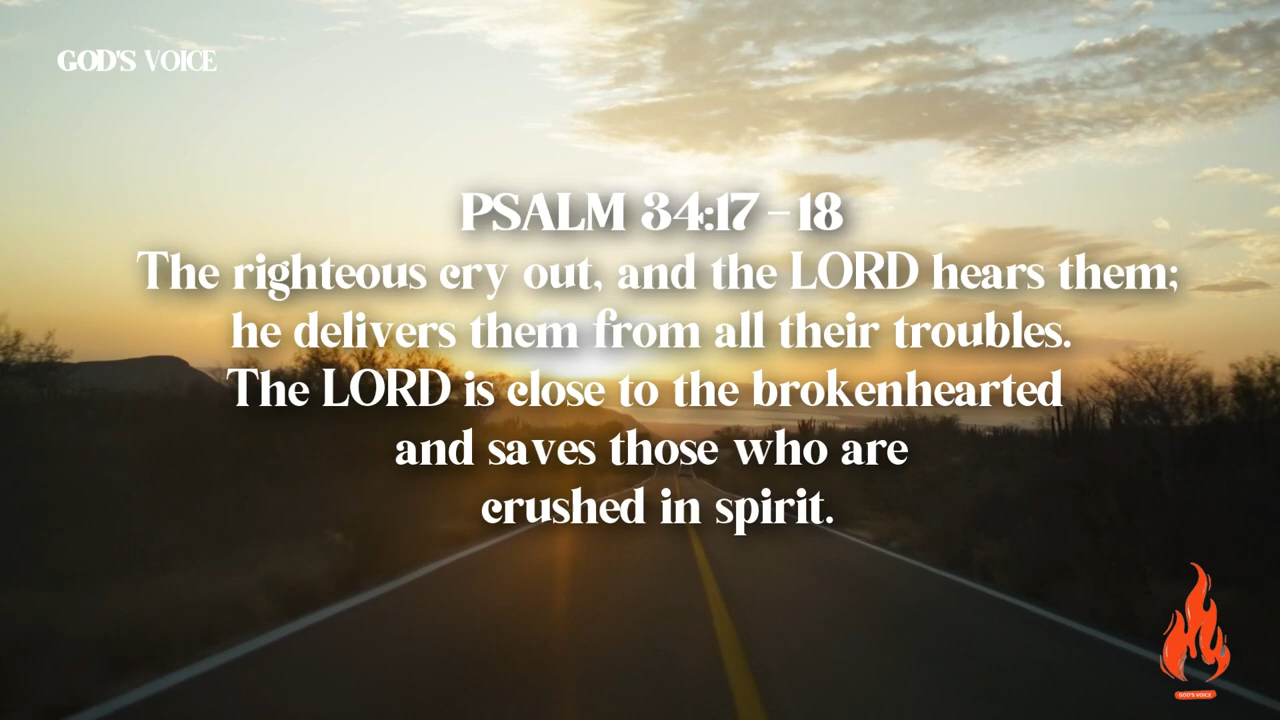 GOD'S VOICE
PSALM 34:17 – 18
The righteous cry out, and the LORD hears them;
he delivers them from all their troubles.
The LORD is close to the brokenhearted
and saves those who are
crushed in spirit.
GOD'S VOICE